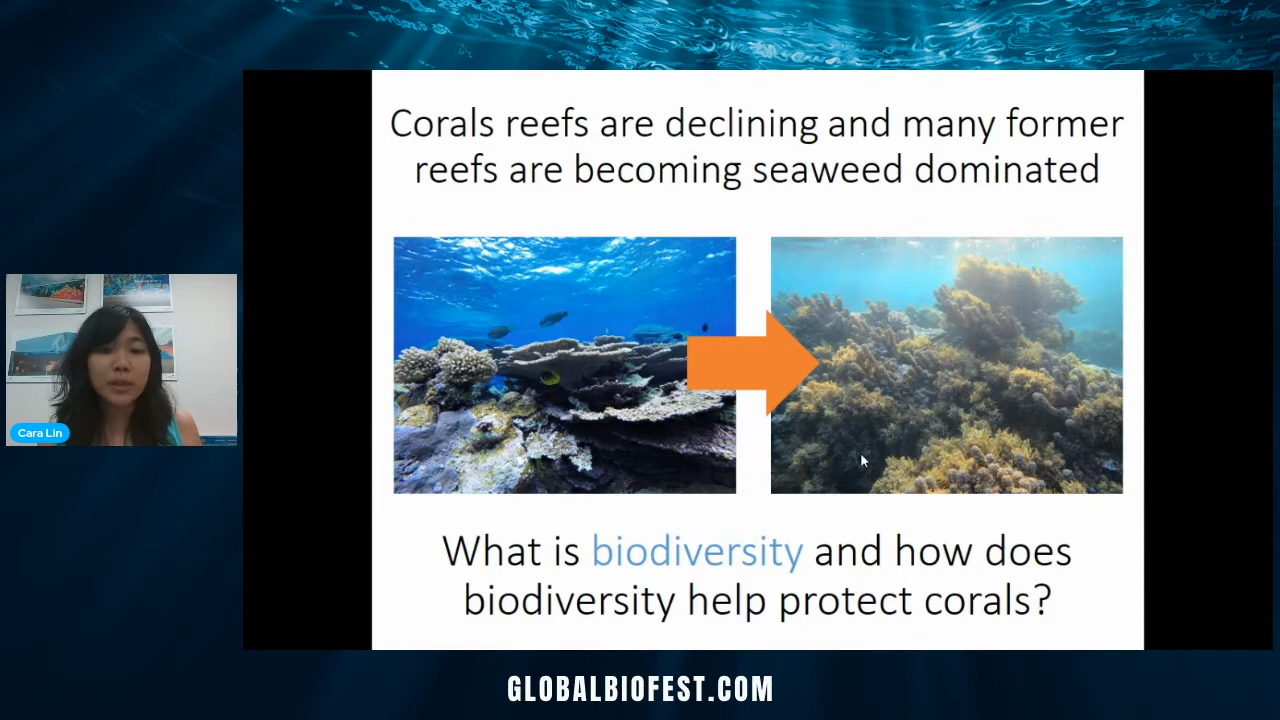 Corals reefs are declining and many former
reefs are becoming seaweed dominated
Cara Lin
What is biodiversity and how does
biodiversity help protect corals?
GLOBALBIOFEST.COM